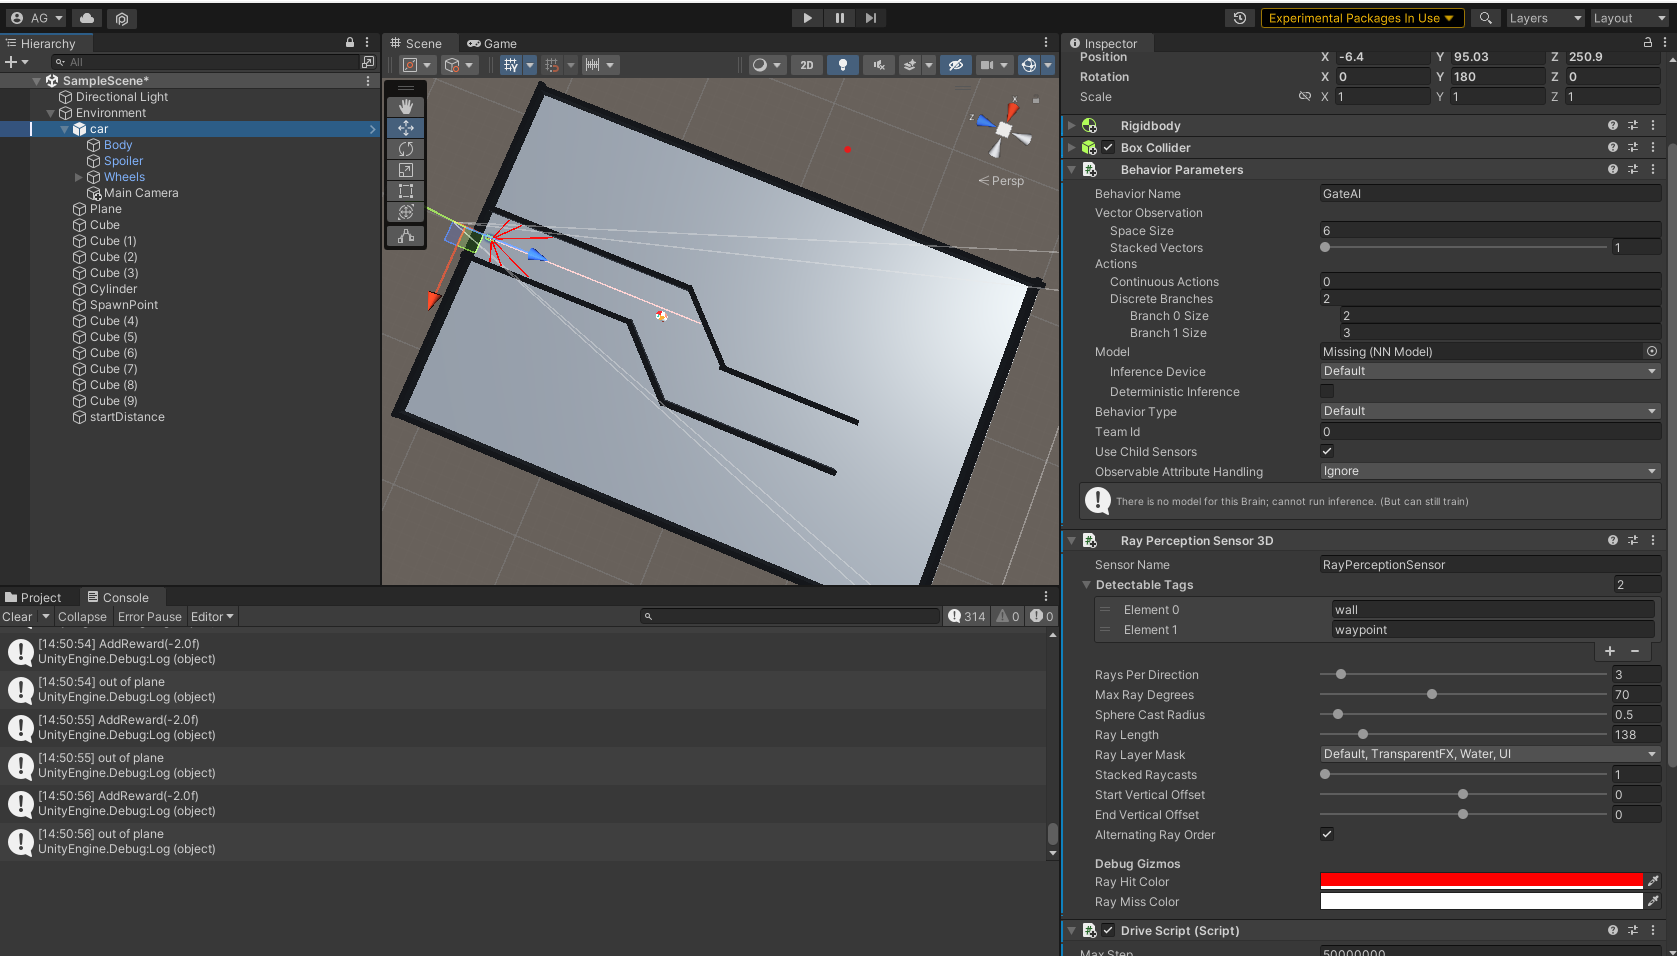 AG
Experimental Packages In Use
Layers
Layout
Hierarchy
All
SampleScene*
Directional Light
Environment
car
Body
Spoiler
Wheels
Main Camera
Plane
Cube
Cube (1)
Cube (2)
Cube (3)
Cylinder
SpawnPoint
Cube (4)
Cube (5)
Cube (6)
Cube (7)
Cube (8)
Cube (9)
startDistance
Scene
Game
2D
x
z
Persp
Inspector
Position X -6.4 Y 95.03 Z 250.9
Rotation X 0 Y 180 Z 0
Scale X 1 Y 1 Z 1
Rigidbody
Box Collider
Behavior Parameters
Behavior Name GateAI
Vector Observation
Space Size 6
Stacked Vectors 1
Actions
Continuous Actions 0
Discrete Branches 2
Branch 0 Size 2
Branch 1 Size 3
Model Missing (NN Model)
Inference Device Default
Deterministic Inference
Behavior Type Default
Team Id 0
Use Child Sensors
Observable Attribute Handling Ignore
There is no model for this Brain; cannot run inference. (But can still train)
Ray Perception Sensor 3D
Sensor Name RayPerceptionSensor
Detectable Tags 2
Element 0 wall
Element 1 waypoint
Rays Per Direction 3
Max Ray Degrees 70
Sphere Cast Radius 0.5
Ray Length 138
Ray Layer Mask Default, TransparentFX, Water, UI
Stacked Raycasts 1
Start Vertical Offset 0
End Vertical Offset 0
Alternating Ray Order
Debug Gizmos
Ray Hit Color
Ray Miss Color
Drive Script (Script)
Max Step 50000000
Project
Console
Clear Collapse Error Pause Editor
314 0 0
[14:50:54] AddReward(-2.0f)
UnityEngine.Debug:Log (object)
[14:50:54] out of plane
UnityEngine.Debug:Log (object)
[14:50:55] AddReward(-2.0f)
UnityEngine.Debug:Log (object)
[14:50:55] out of plane
UnityEngine.Debug:Log (object)
[14:50:56] AddReward(-2.0f)
UnityEngine.Debug:Log (object)
[14:50:56] out of plane
UnityEngine.Debug:Log (object)